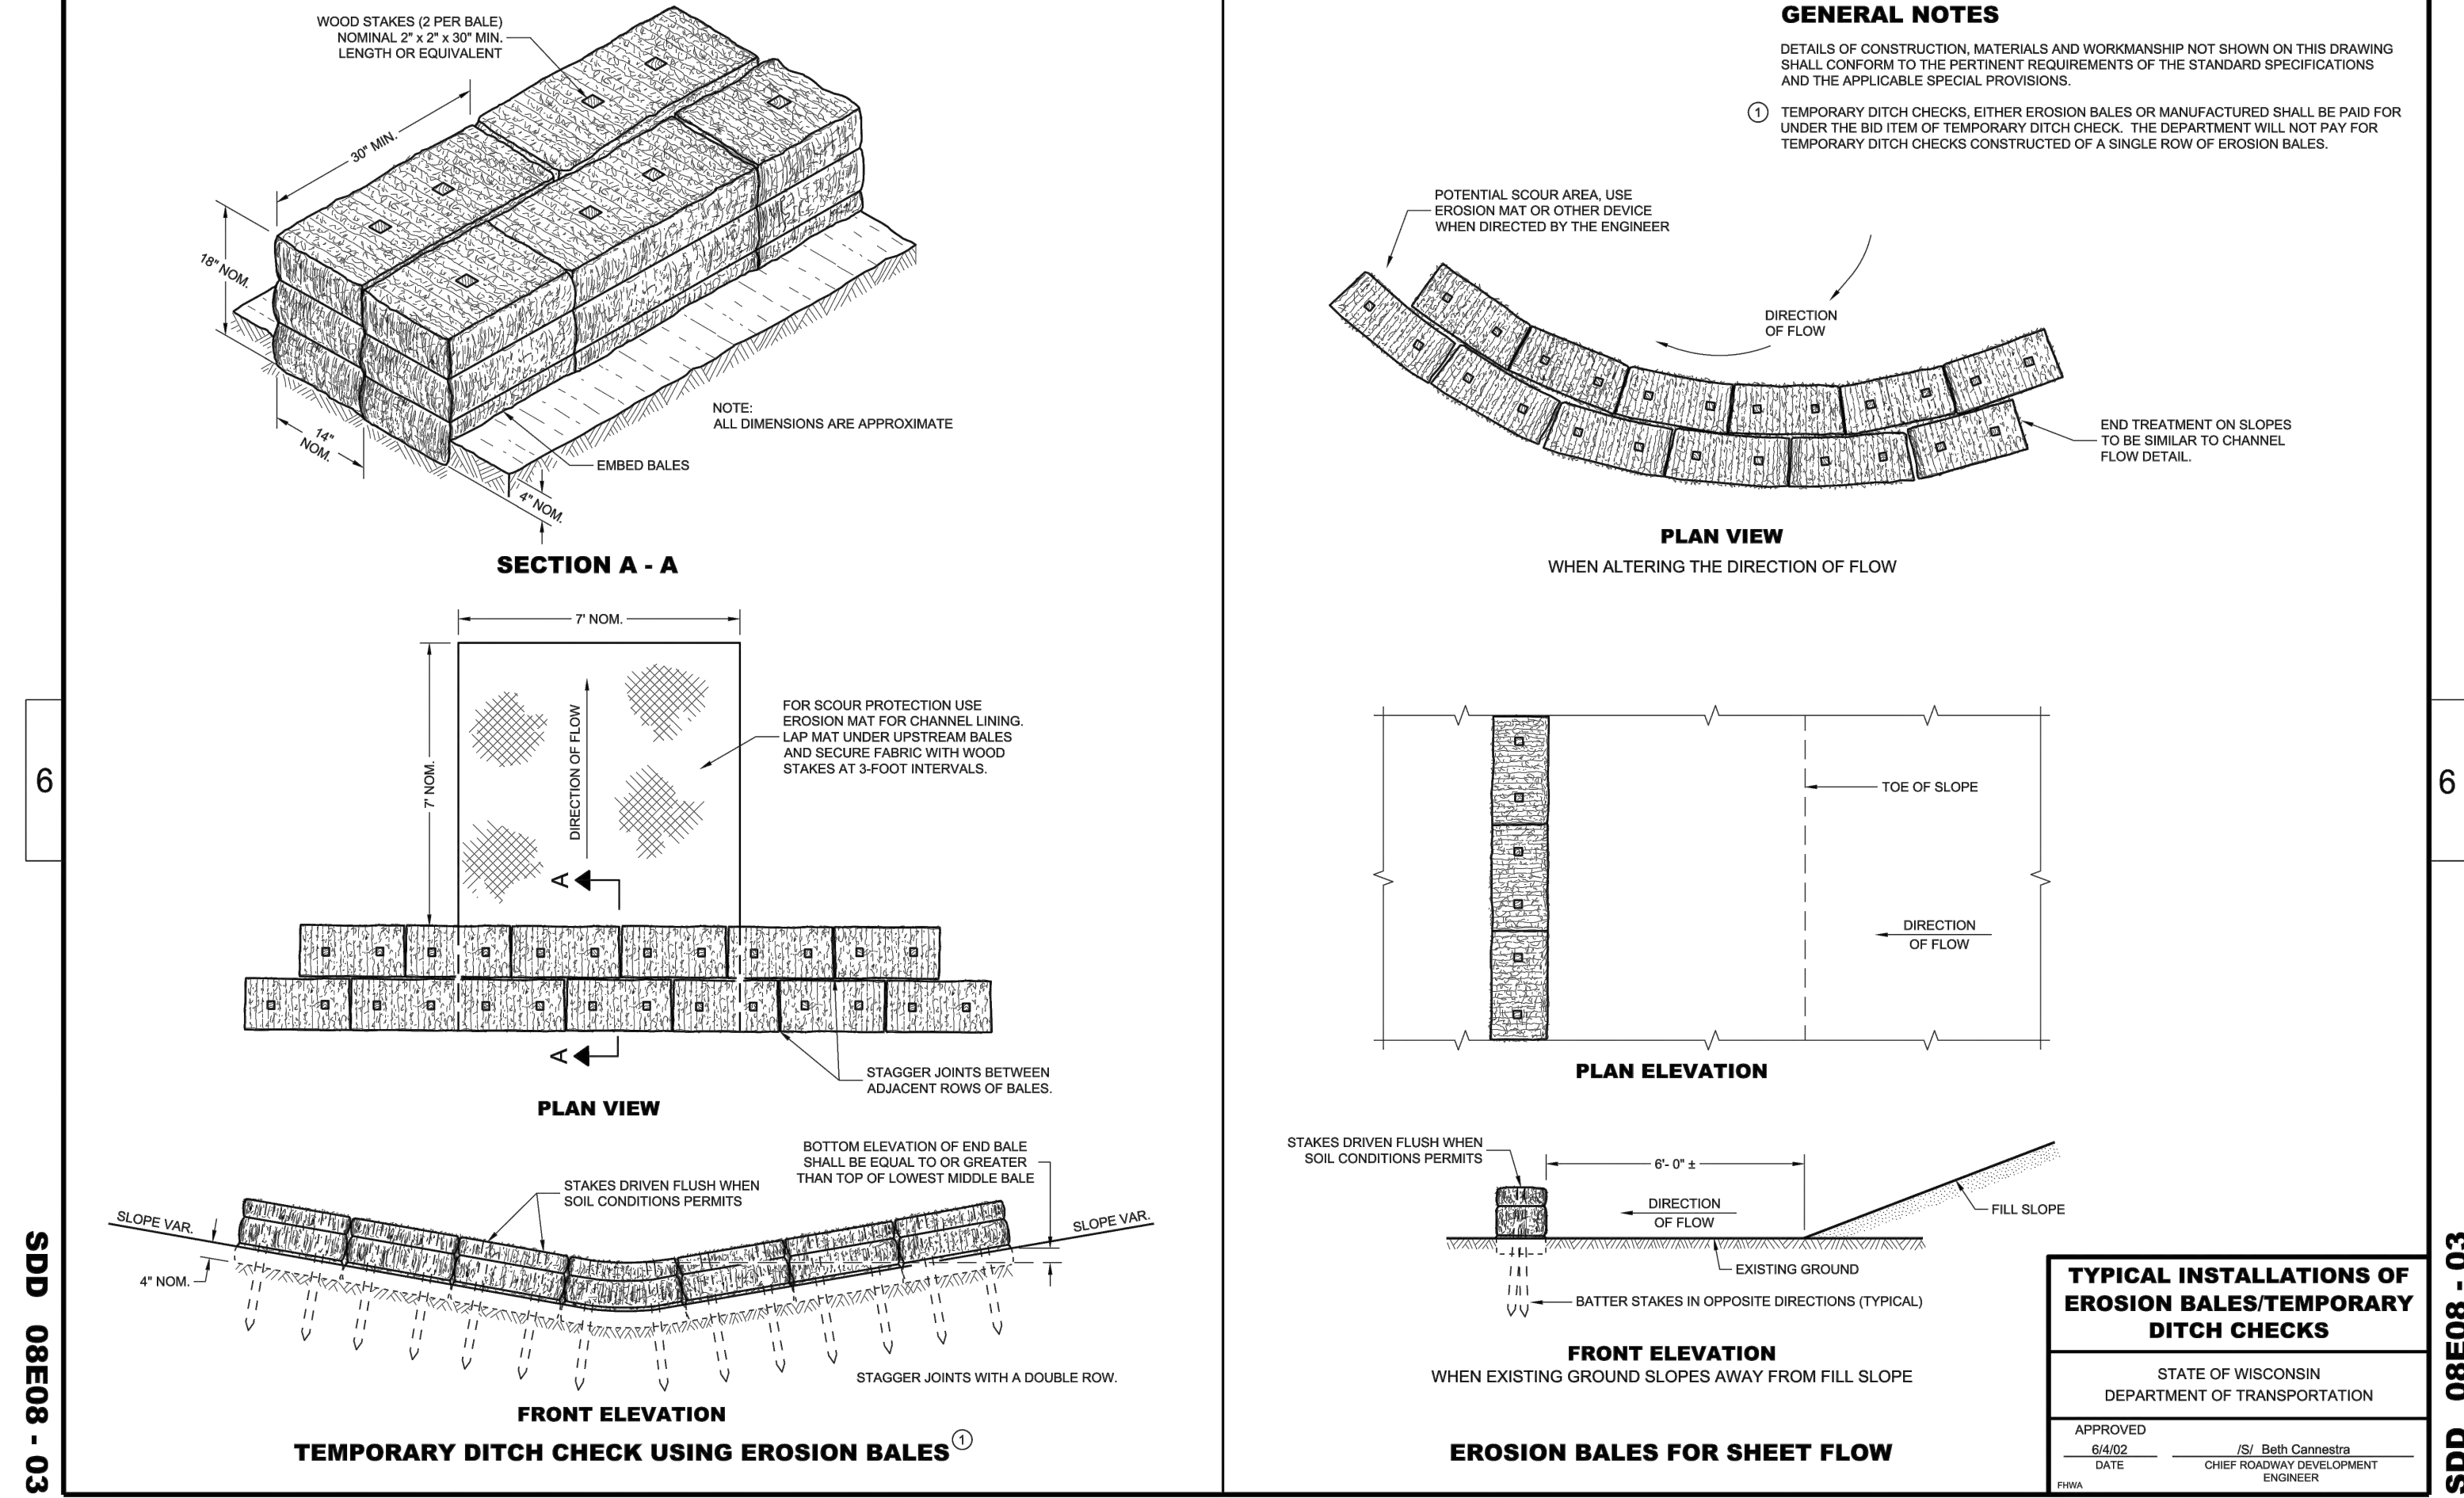 WOOD STAKES (2 PER BALE)
NOMINAL 2" x 2" x 30" MIN.
LENGTH OR EQUIVALENT
30" MIN.
18" NOM.
14"
NOM.
4" NOM.
EMBED BALES
NOTE:
ALL DIMENSIONS ARE APPROXIMATE
SECTION A - A
7' NOM.
7' NOM.
DIRECTION OF FLOW
FOR SCOUR PROTECTION USE
EROSION MAT FOR CHANNEL LINING.
LAP MAT UNDER UPSTREAM BALES
AND SECURE FABRIC WITH WOOD
STAKES AT 3-FOOT INTERVALS.
A
A
STAGGER JOINTS BETWEEN
ADJACENT ROWS OF BALES.
PLAN VIEW
BOTTOM ELEVATION OF END BALE
SHALL BE EQUAL TO OR GREATER
THAN TOP OF LOWEST MIDDLE BALE
STAKES DRIVEN FLUSH WHEN
SOIL CONDITIONS PERMITS
SLOPE VAR.
SLOPE VAR.
4" NOM.
STAGGER JOINTS WITH A DOUBLE ROW.
FRONT ELEVATION
TEMPORARY DITCH CHECK USING EROSION BALES 1
GENERAL NOTES
DETAILS OF CONSTRUCTION, MATERIALS AND WORKMANSHIP NOT SHOWN ON THIS DRAWING
SHALL CONFORM TO THE PERTINENT REQUIREMENTS OF THE STANDARD SPECIFICATIONS
AND THE APPLICABLE SPECIAL PROVISIONS.
1 TEMPORARY DITCH CHECKS, EITHER EROSION BALES OR MANUFACTURED SHALL BE PAID FOR
UNDER THE BID ITEM OF TEMPORARY DITCH CHECK. THE DEPARTMENT WILL NOT PAY FOR
TEMPORARY DITCH CHECKS CONSTRUCTED OF A SINGLE ROW OF EROSION BALES.
POTENTIAL SCOUR AREA, USE
EROSION MAT OR OTHER DEVICE
WHEN DIRECTED BY THE ENGINEER
DIRECTION
OF FLOW
END TREATMENT ON SLOPES
TO BE SIMILAR TO CHANNEL
FLOW DETAIL.
PLAN VIEW
WHEN ALTERING THE DIRECTION OF FLOW
TOE OF SLOPE
DIRECTION
OF FLOW
PLAN ELEVATION
STAKES DRIVEN FLUSH WHEN
SOIL CONDITIONS PERMITS
6'- 0" ±
DIRECTION
OF FLOW
FILL SLOPE
EXISTING GROUND
BATTER STAKES IN OPPOSITE DIRECTIONS (TYPICAL)
FRONT ELEVATION
WHEN EXISTING GROUND SLOPES AWAY FROM FILL SLOPE
EROSION BALES FOR SHEET FLOW
TYPICAL INSTALLATIONS OF
EROSION BALES/TEMPORARY
DITCH CHECKS
STATE OF WISCONSIN
DEPARTMENT OF TRANSPORTATION
APPROVED
6/4/02 /S/ Beth Cannestra
DATE CHIEF ROADWAY DEVELOPMENT
ENGINEER
FHWA
6
6
SDD 08E08 - 03
SDD 08E08 - 03